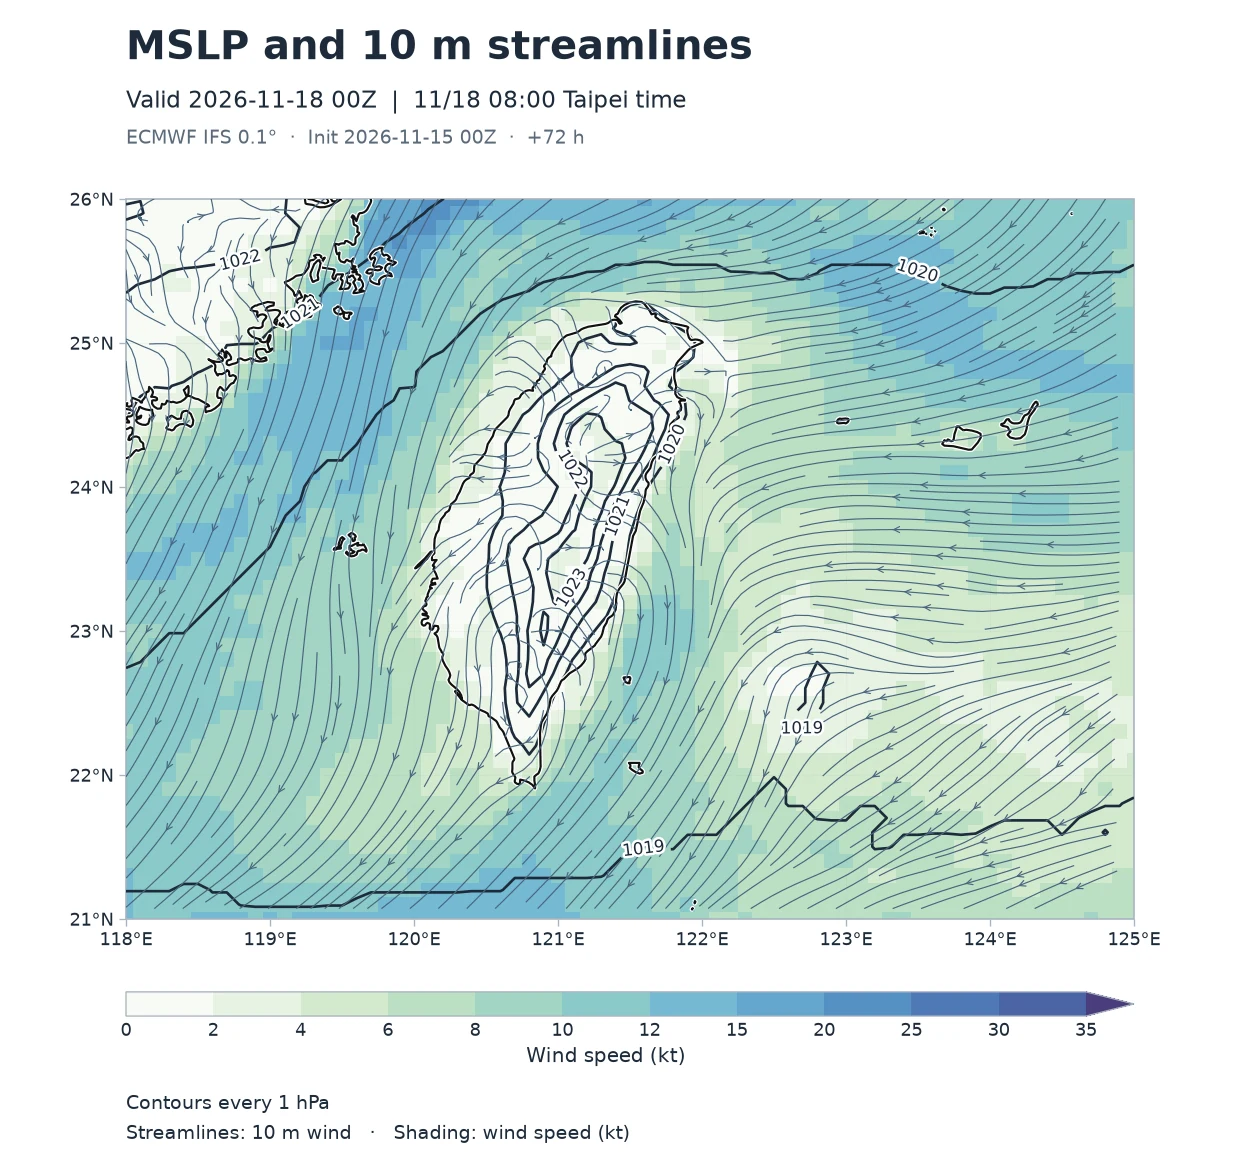 MSLP and 10 m streamlines
Valid 2026-11-18 00Z | 11/18 08:00 Taipei time
ECMWF IFS 0.1° · Init 2026-11-15 00Z · +72 h
26°N
25°N
24°N
23°N
22°N
21°N
1022
1021
1020
1020
1022
1021
1023
1019
1019
118°E 119°E 120°E 121°E 122°E 123°E 124°E 125°E
0 2 4 6 8 10 12 15 20 25 30 35
Wind speed (kt)
Contours every 1 hPa
Streamlines: 10 m wind · Shading: wind speed (kt)